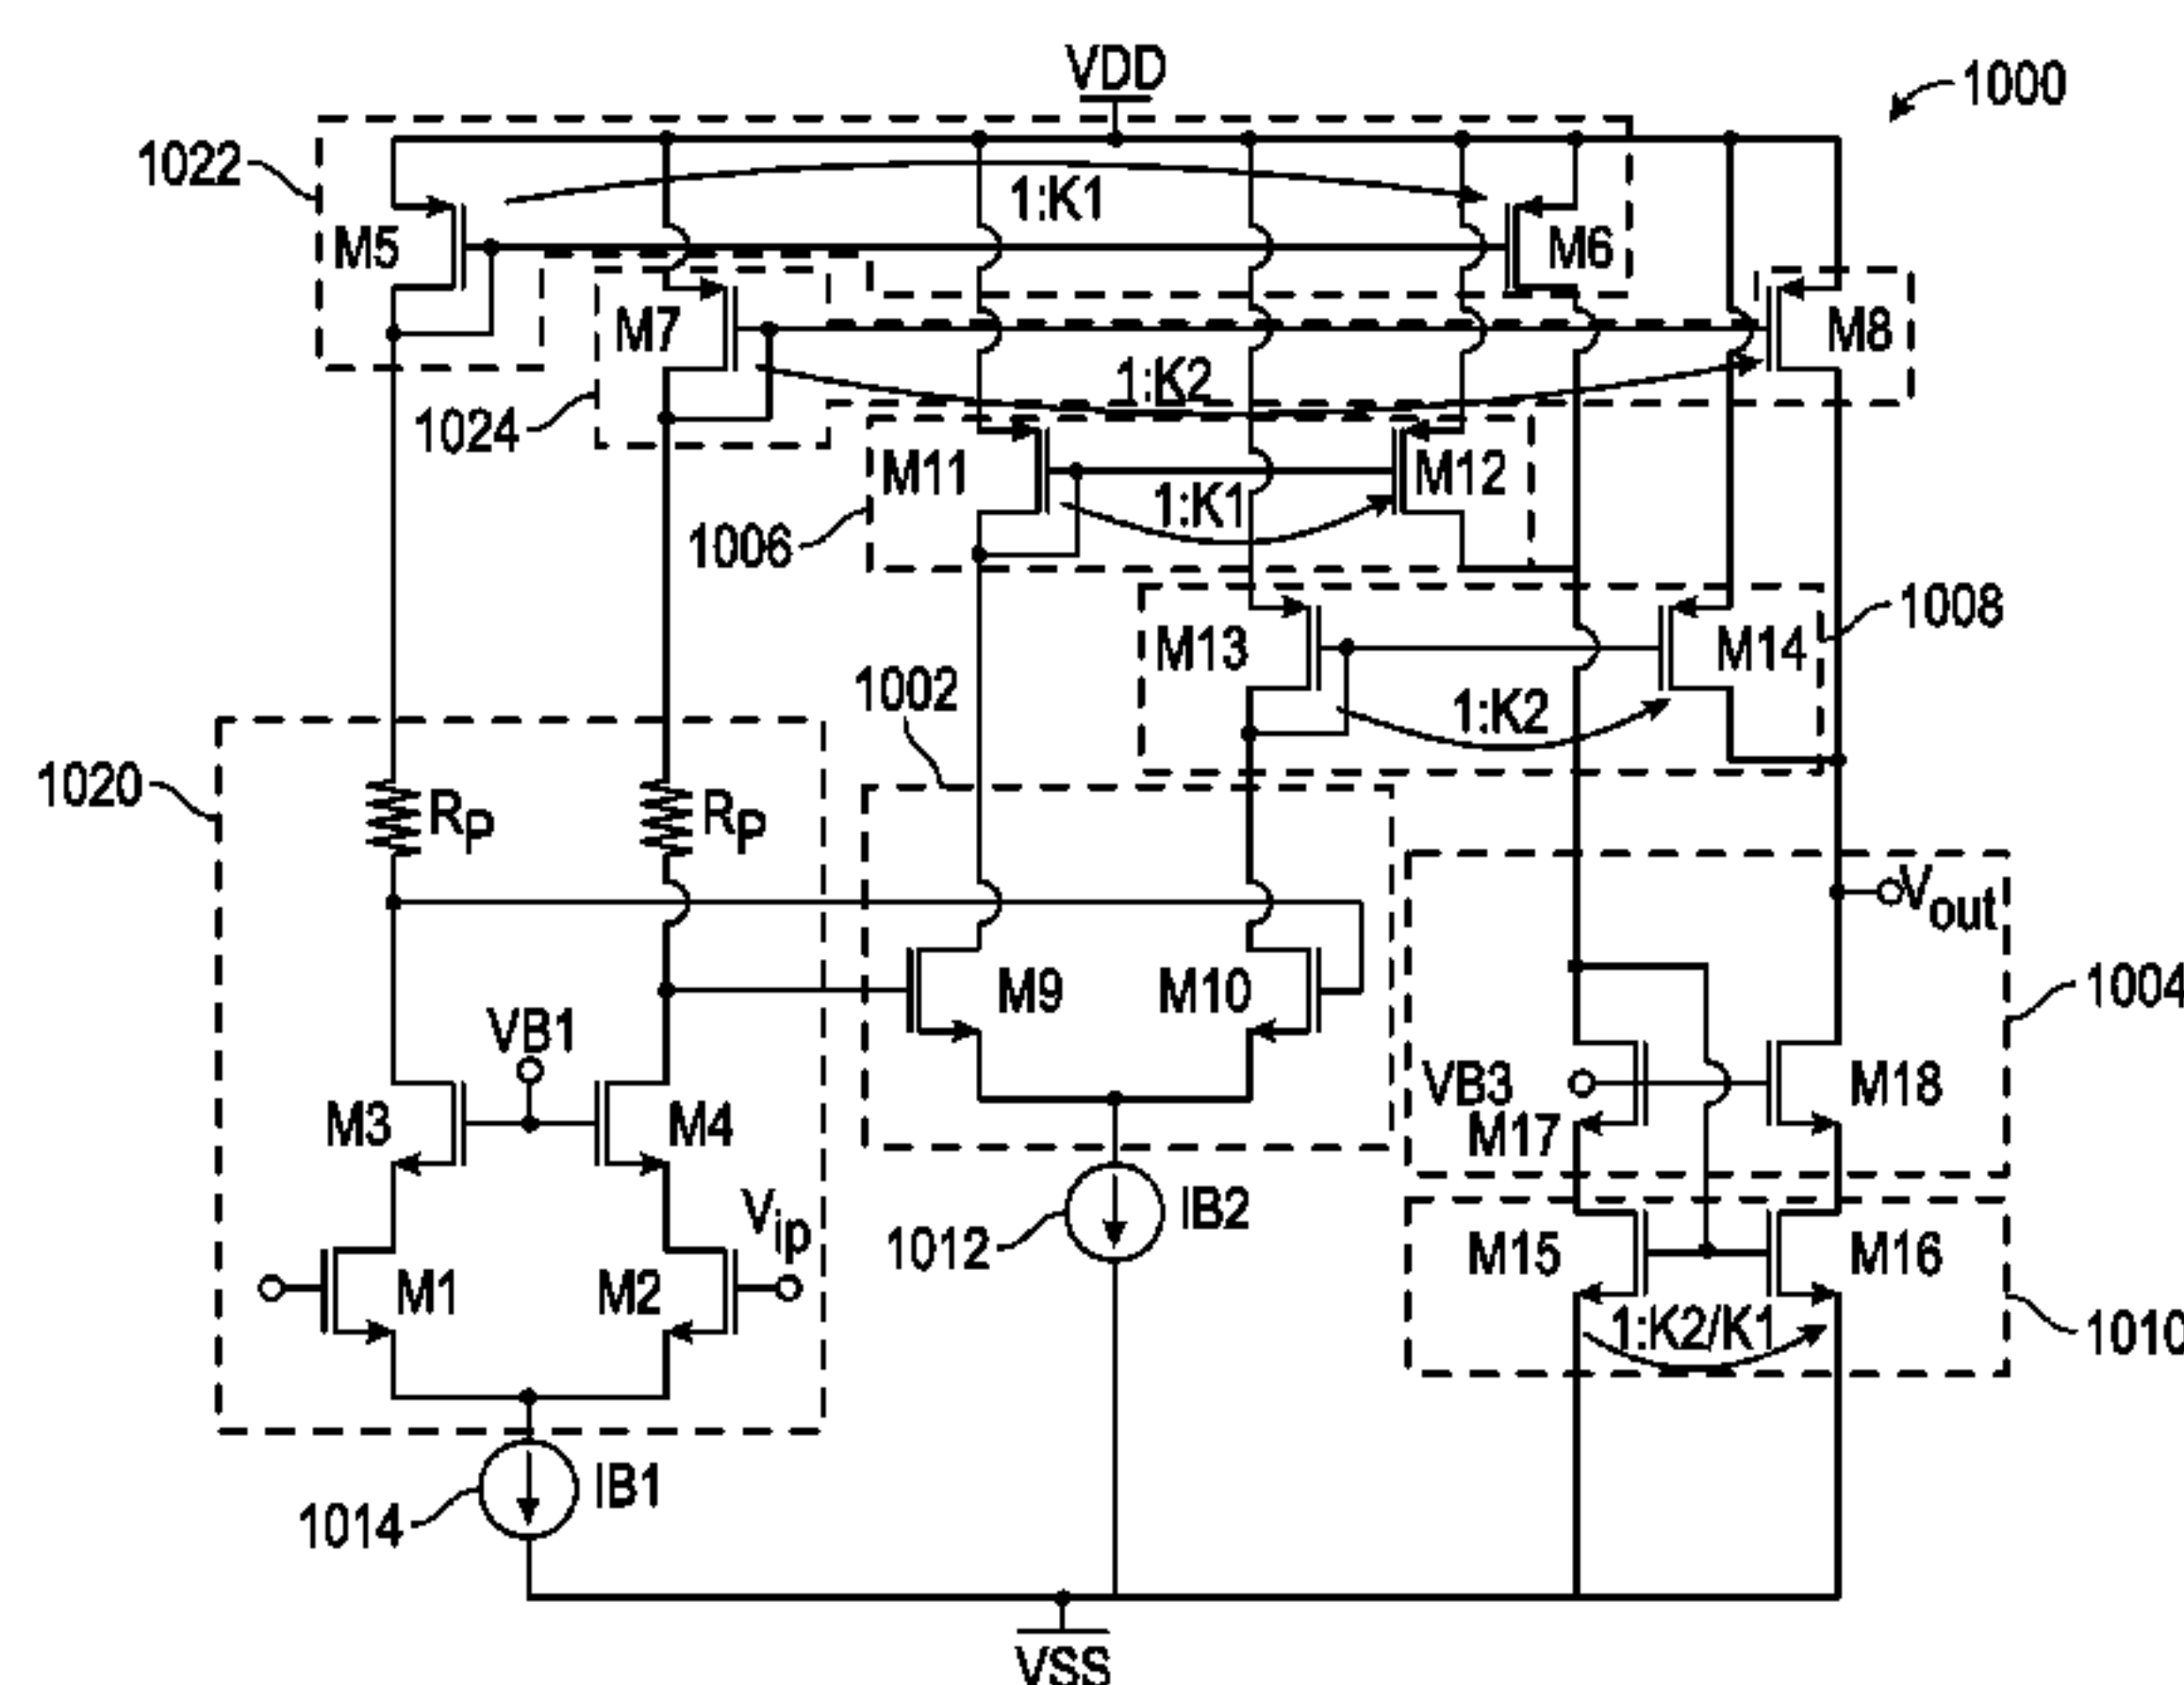 VDD
1000
1022
1:K1
M5
M6
M7
M8
1:K2
1024
M11
M12
1:K1
1006
1008
M13
M14
1002
1:K2
1020
RP
RP
Vout
M9
M10
1004
VB1
VB3
M18
M3
M4
M17
Vip
IB2
1012
M15
M16
M1
M2
1:K2/K1
1010
IB1
1014
VSS